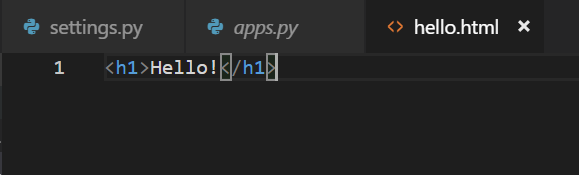 settings.py apps.py <> hello.html ×
1 <h1>Hello!</h1>